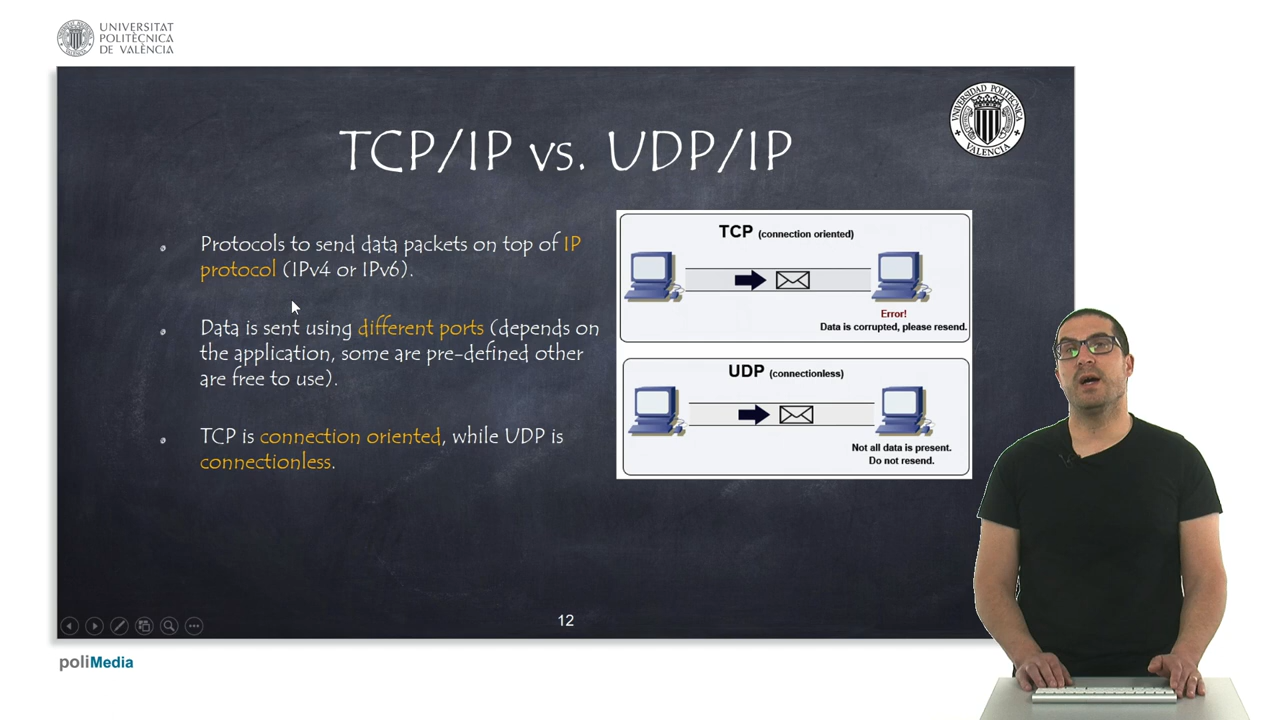 UNIVERSITAT
POLITÈCNICA
DE VALÈNCIA
UNIVERSIDAD POLITECNICA
VALENCIA
TCP/IP vs. UDP/IP
Protocols to send data packets on top of IP
protocol (IPv4 or IPv6).
Data is sent using different ports (depends on
the application, some are pre-defined other
are free to use).
TCP is connection oriented, while UDP is
connectionless.
TCP (connection oriented)
Error!
Data is corrupted, please resend.
UDP (connectionless)
Not all data is present.
Do not resend.
12
poliMedia